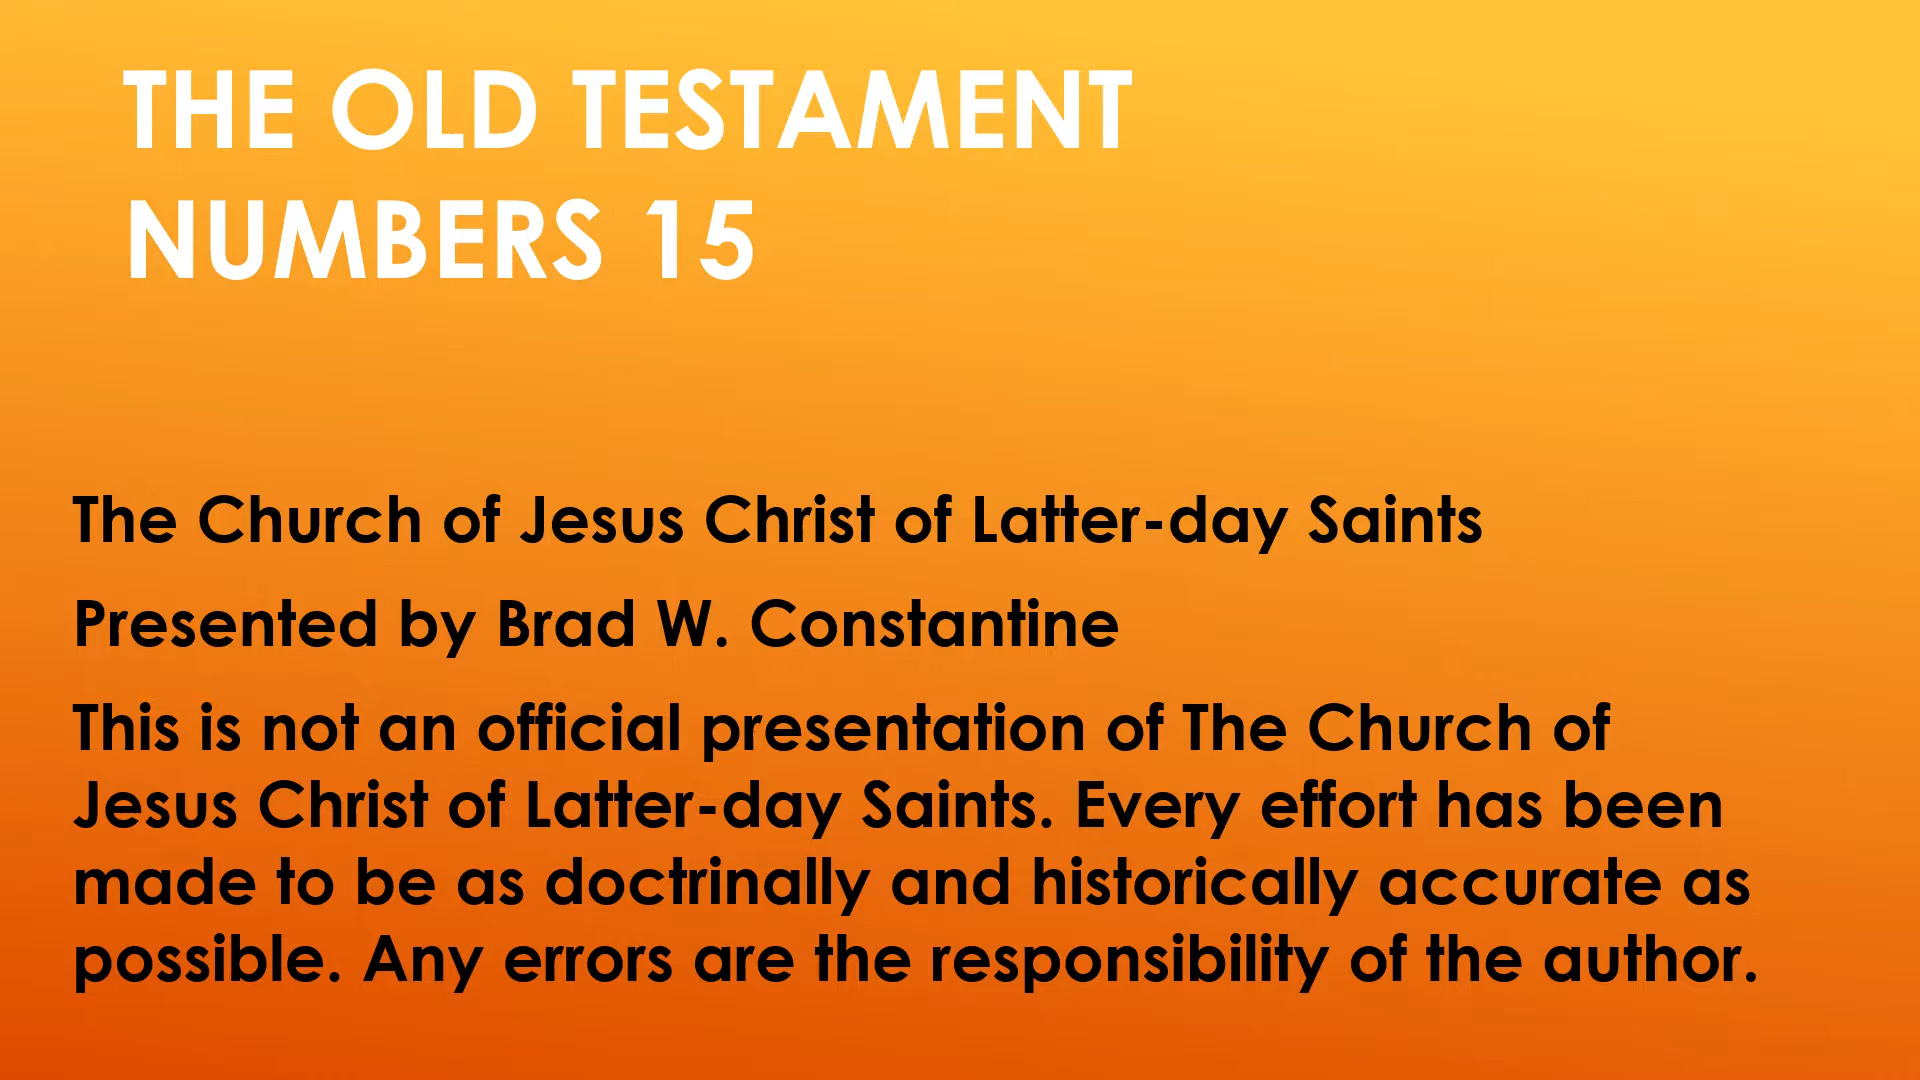 THE OLD TESTAMENT
NUMBERS 15
The Church of Jesus Christ of Latter-day Saints
Presented by Brad W. Constantine
This is not an official presentation of The Church of
Jesus Christ of Latter-day Saints. Every effort has been
made to be as doctrinally and historically accurate as
possible. Any errors are the responsibility of the author.